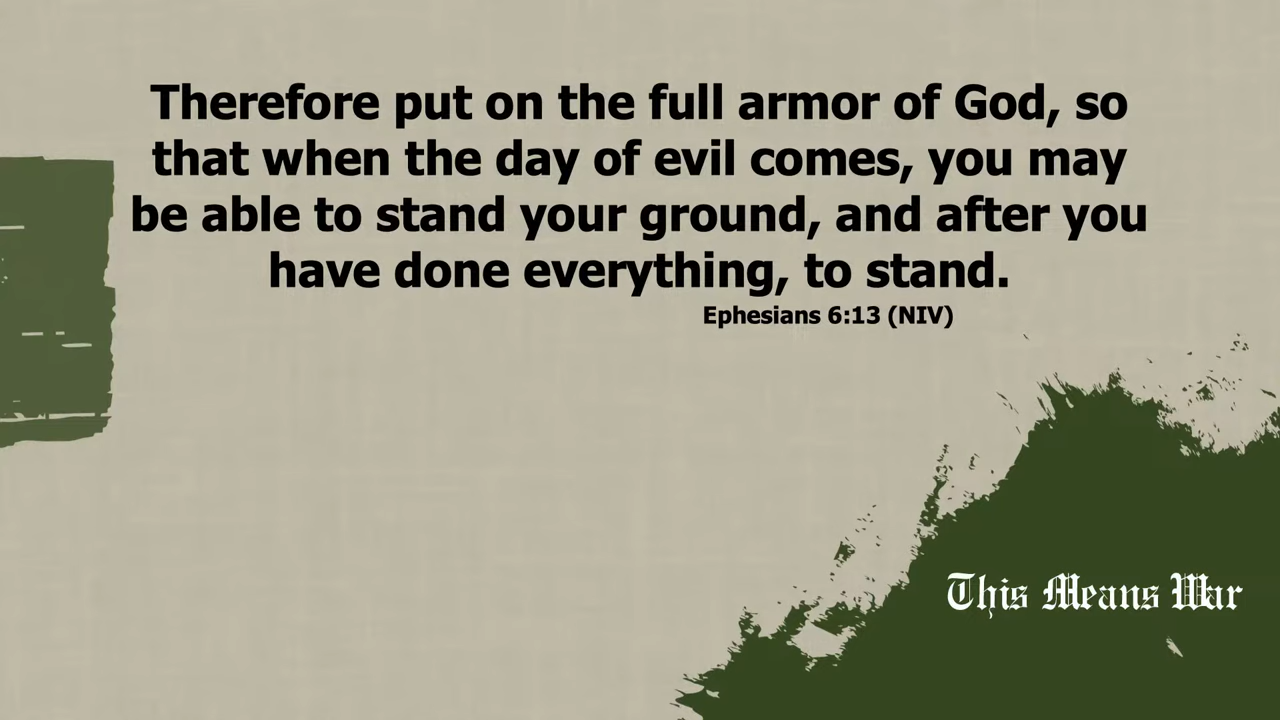 Therefore put on the full armor of God, so
that when the day of evil comes, you may
be able to stand your ground, and after you
have done everything, to stand.
Ephesians 6:13 (NIV)
This Means War